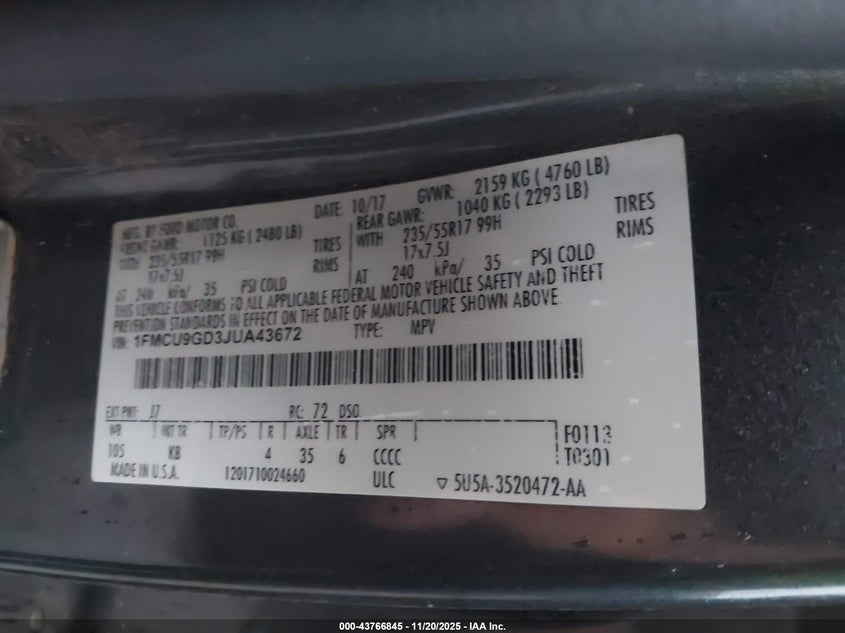 MFG. BY FORD MOTOR CO. DATE: 10/17 GVWR: 2159 KG ( 4760 LB)
FRONT GAWR: 1125 KG ( 2480 LB) REAR GAWR: 1040 KG ( 2293 LB)
WITH 235/55R17 99H TIRES WITH 235/55R17 99H TIRES
17x7.5J RIMS 17x7.5J RIMS
AT 240 kPa/ 35 PSI COLD AT 240 kPa/ 35 PSI COLD
THIS VEHICLE CONFORMS TO ALL APPLICABLE FEDERAL MOTOR VEHICLE SAFETY AND THEFT
PREVENTION STANDARDS IN EFFECT ON THE DATE OF MANUFACTURE SHOWN ABOVE.
VIN: 1FMCU9GD3JUA43672 TYPE: MPV
EXT PNT: J7 RC: 72 DSO:
WB INT TR TP/PS R AXLE TR SPR F0113
105 KB 4 35 6 CCCC T0301
MADE IN U.S.A. 1201710024660 ULC ▽ 5U5A-3520472-AA
000-43766845 - 11/20/2025 - IAA Inc.